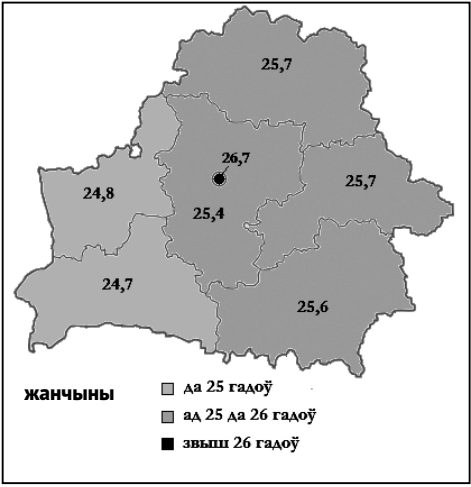 25,7
26,7
25,7
24,8
25,4
24,7
25,6
жанчыны
да 25 гадоў
ад 25 да 26 гадоў
звыш 26 гадоў